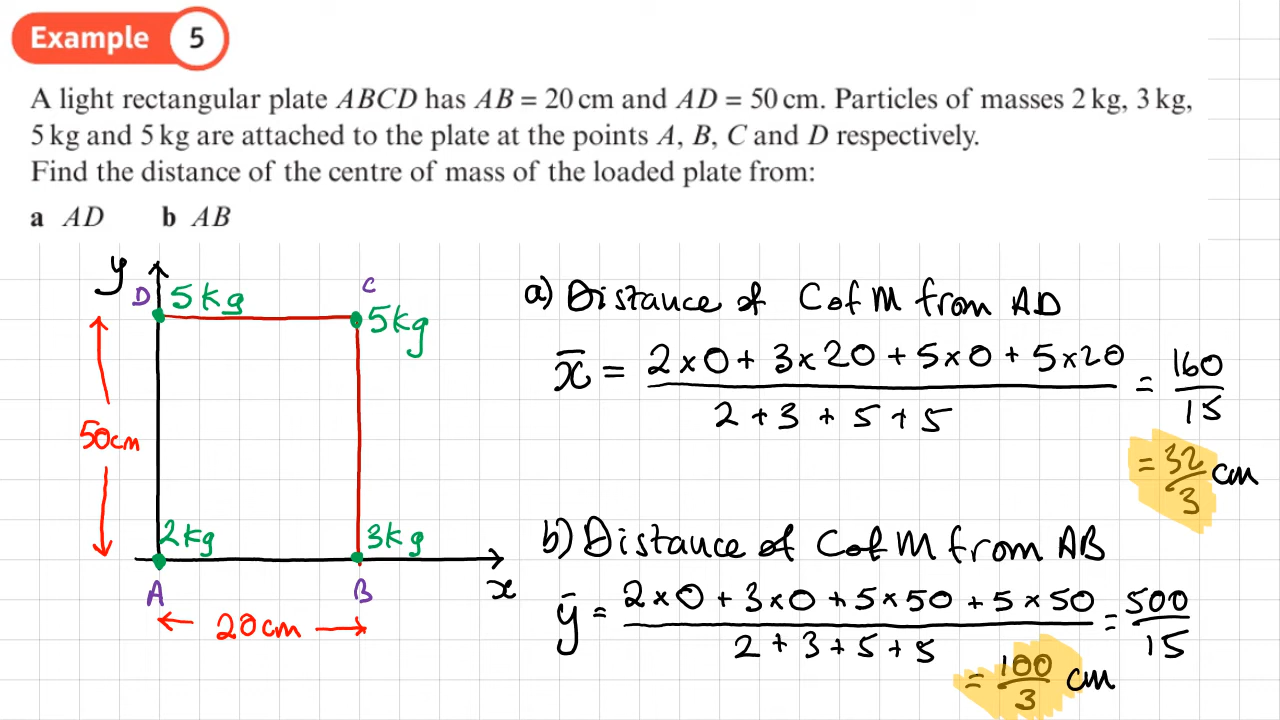 Example 5
A light rectangular plate ABCD has AB = 20 cm and AD = 50 cm. Particles of masses 2 kg, 3 kg,
5 kg and 5 kg are attached to the plate at the points A, B, C and D respectively.
Find the distance of the centre of mass of the loaded plate from:
a AD b AB
y
D 5kg
C
5kg
50cm
2kg
3kg
A
B
x
20cm
a) Distance of C of M from AD
x̄ = (2×0 + 3×20 + 5×0 + 5×20)/(2 + 3 + 5 + 5) = 160/15
= 32/3 cm
b) Distance of C of M from AB
ȳ = (2×0 + 3×0 + 5×50 + 5×50)/(2 + 3 + 5 + 5) = 500/15
= 100/3 cm